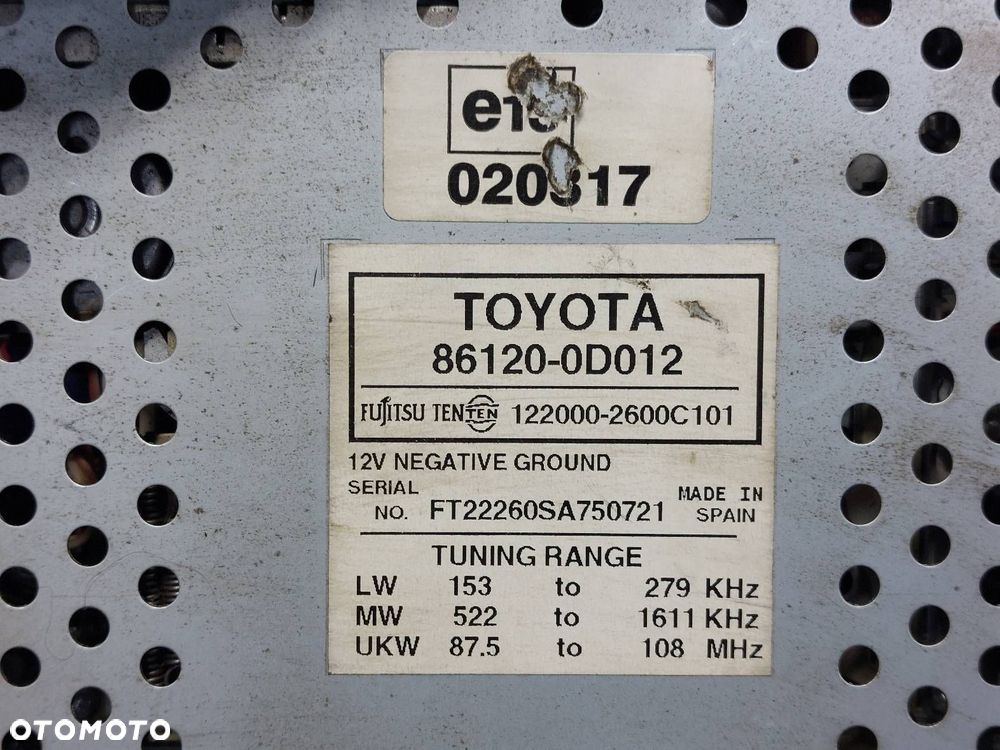 TOYOTA
86120-0D012
FUJITSU TEN TEN 122000-2600C101
12V NEGATIVE GROUND
SERIAL
NO. FT22260SA750721
MADE IN
SPAIN
TUNING RANGE
LW 153 to 279 KHz
MW 522 to 1611 KHz
UKW 87.5 to 108 MHz
OTOMOTO